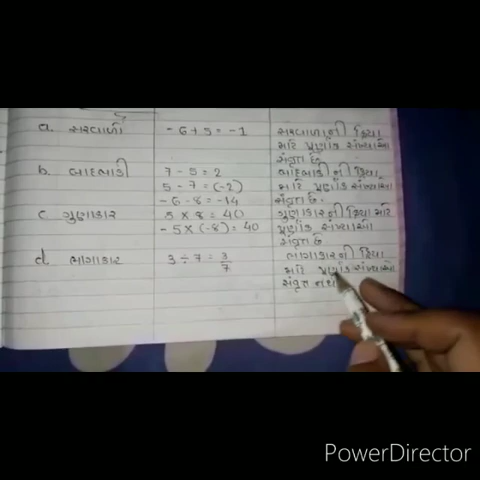 a. સરવાળો -6+5=-1 સરવાળાની ક્રિયા
માટે પૂર્ણાંક સંખ્યાઓ
સંવૃત્ત છે.
b. બાદબાકી 7-5=2 બાદબાકીની ક્રિયા
5-7=(-2) માટે પૂર્ણાંક સંખ્યાઓ
-6-8=-14 સંવૃત્ત છે.
c. ગુણાકાર 5×8=40 ગુણાકારની ક્રિયા માટે
-5×(-8)=40 પૂર્ણાંક સંખ્યાઓ
સંવૃત્ત છે
d. ભાગાકાર 3÷7=3/7 ભાગાકારની ક્રિયા
માટે પૂર્ણાંક સંખ્યાઓ
સંવૃત્ત
PowerDirector